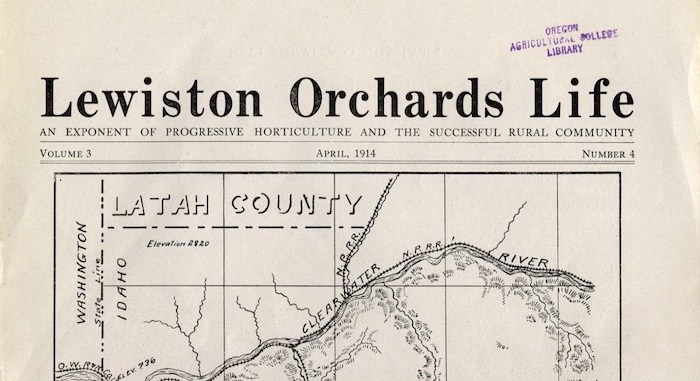 OREGON
AGRICULTURAL COLLEGE
LIBRARY
Lewiston Orchards Life
AN EXPONENT OF PROGRESSIVE HORTICULTURE AND THE SUCCESSFUL RURAL COMMUNITY
VOLUME 3 APRIL, 1914 NUMBER 4
LATAH COUNTY
Elevation 2820
WASHINGTON
State Line
IDAHO
N.P.R.R.
CLEARWATER
N.P.R.R.
RIVER
ELEV. 736